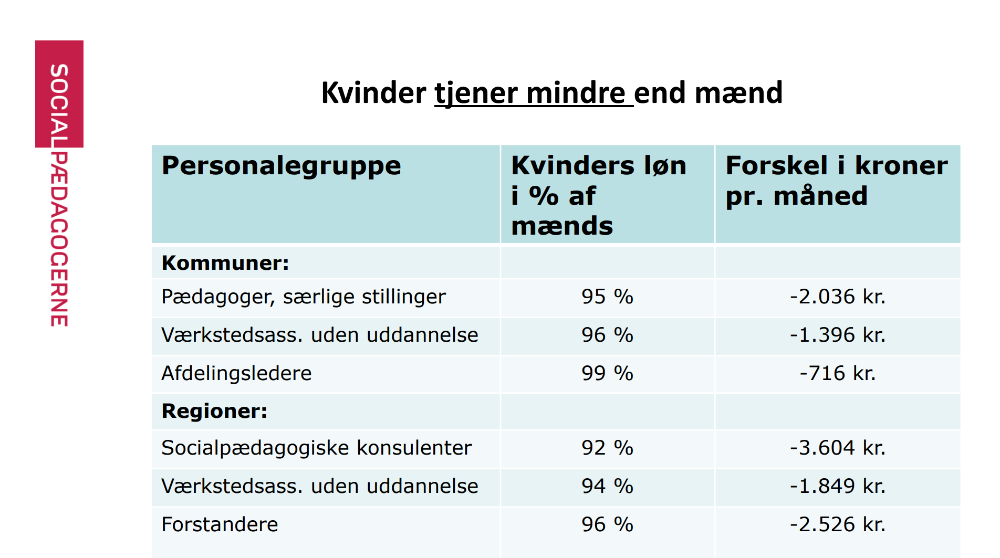 SOCIALPÆDAGOGERNE
Kvinder tjener mindre end mænd
Personalegruppe
Kvinders løn
i % af
mænds
Forskel i kroner
pr. måned
Kommuner:
Pædagoger, særlige stillinger 95 % -2.036 kr.
Værkstedsass. uden uddannelse 96 % -1.396 kr.
Afdelingsledere 99 % -716 kr.
Regioner:
Socialpædagogiske konsulenter 92 % -3.604 kr.
Værkstedsass. uden uddannelse 94 % -1.849 kr.
Forstandere 96 % -2.526 kr.